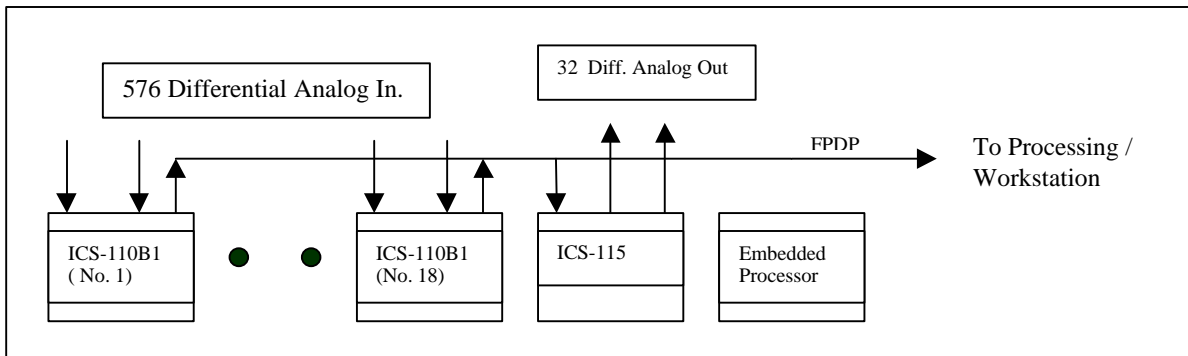 576 Differential Analog In.
32 Diff. Analog Out
FPDP
To Processing /
Workstation
ICS-110B1
( No. 1)
ICS-110B1
(No. 18)
ICS-115
Embedded
Processor